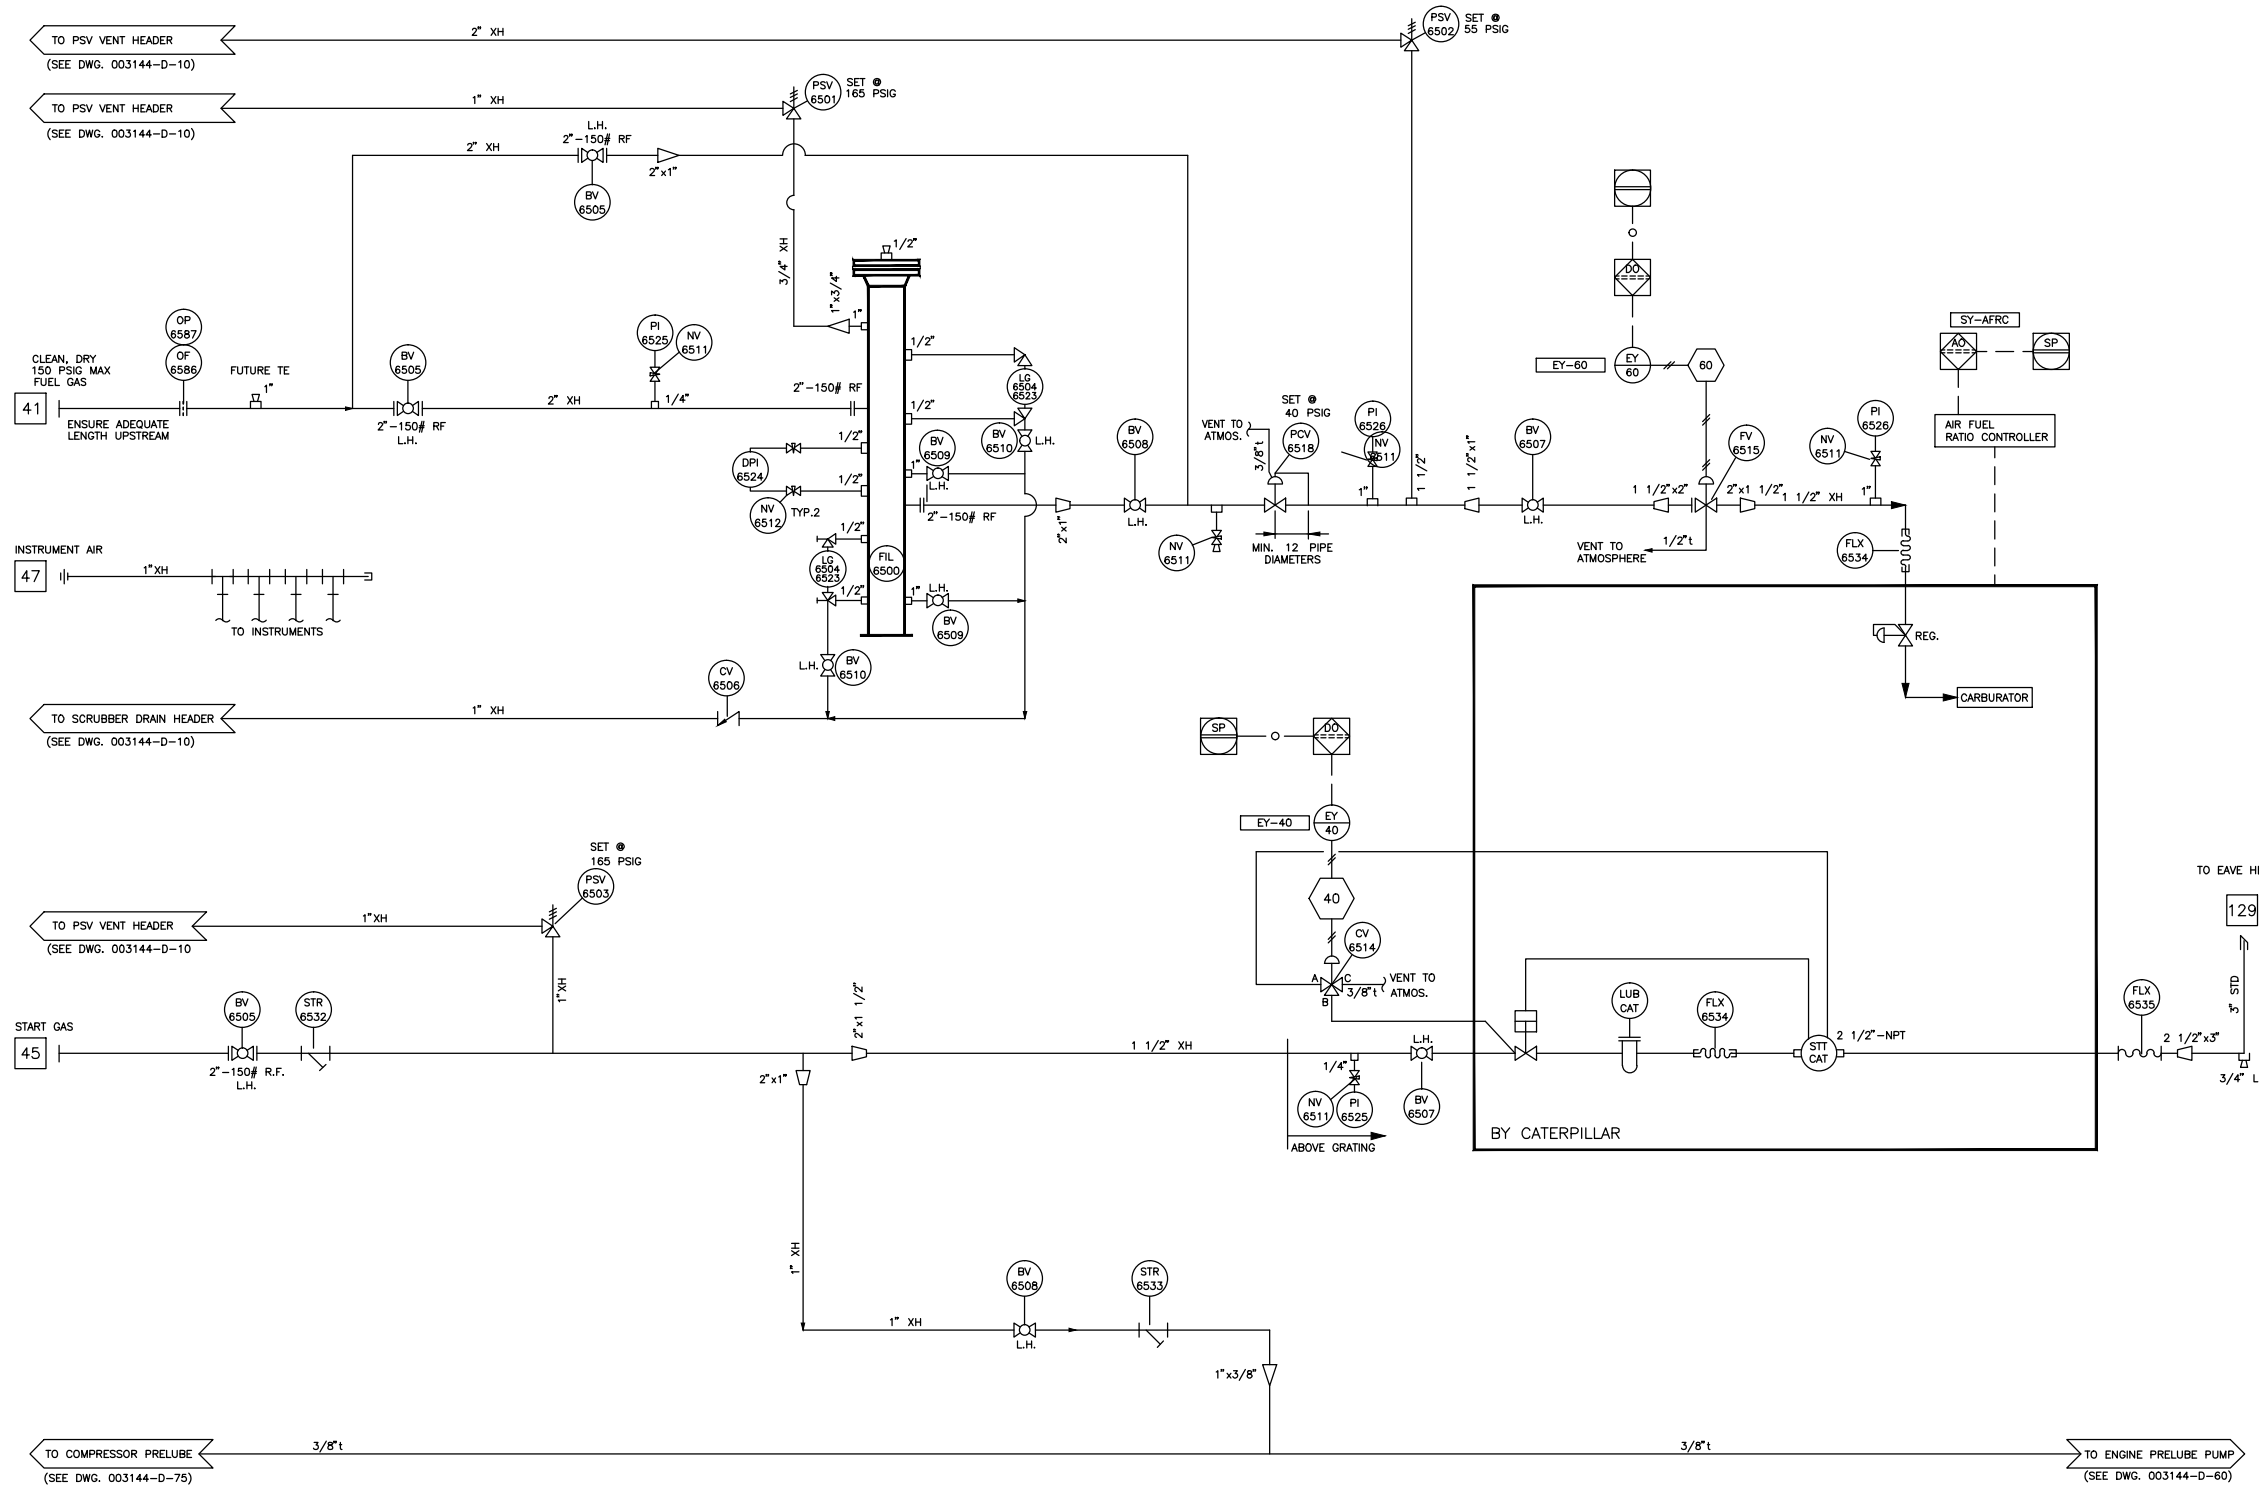 TO PSV VENT HEADER
(SEE DWG. 003144-D-10)
2" XH
PSV
6502
SET @
55 PSIG
TO PSV VENT HEADER
(SEE DWG. 003144-D-10)
1" XH
PSV
6501
SET @
165 PSIG
2" XH
L.H.
2"-150# RF
BV
6505
2"x1"
3/4" XH
1"x3/4"
1"
1/2"
CLEAN, DRY
150 PSIG MAX
FUEL GAS
41
ENSURE ADEQUATE
LENGTH UPSTREAM
OP
6587
OF
6586
FUTURE TE
1"
BV
6505
2"-150# RF
L.H.
2" XH
PI
6525
NV
6511
1/4"
2"-150# RF
1/2"
DPI
6524
1/2"
NV
6512
TYP.2
1/2"
LG
6504
6523
1/2"
FIL
6500
L.H.
BV
6510
1/2"
LG
6504
6523
1/2"
BV
6510
L.H.
BV
6509
1"
L.H.
2"-150# RF
L.H.
1"
BV
6509
2"x1"
BV
6508
L.H.
NV
6511
VENT TO
ATMOS.
3/8"t
SET @
40 PSIG
PCV
6518
MIN. 12 PIPE
DIAMETERS
PI
6526
NV
6511
1"
1 1/2"
1 1/2"x1"
BV
6507
L.H.
DO
EY-60
EY
60
60
FV
6515
1 1/2"x2"
2"x1 1/2"
1 1/2" XH
1/2"t
VENT TO
ATMOSPHERE
NV
6511
PI
6526
1"
SY-AFRC
AO
SP
AIR FUEL
RATIO CONTROLLER
FLX
6534
REG.
CARBURATOR
INSTRUMENT AIR
47
1"XH
TO INSTRUMENTS
TO SCRUBBER DRAIN HEADER
(SEE DWG. 003144-D-10)
1" XH
CV
6506
SP
DO
EY-40
EY
40
40
CV
6514
A
C
B
3/8"t
VENT TO
ATMOS.
TO PSV VENT HEADER
(SEE DWG. 003144-D-10
1"XH
SET @
165 PSIG
PSV
6503
1"XH
START GAS
45
BV
6505
2"-150# R.F.
L.H.
STR
6532
2"x1 1/2"
2"x1"
1 1/2" XH
1/4"
NV
6511
PI
6525
L.H.
BV
6507
ABOVE GRATING
LUB
CAT
FLX
6534
STT
CAT
2 1/2"-NPT
BY CATERPILLAR
FLX
6535
2 1/2"x3"
3" STD
TO EAVE HE
129
3/4" L
1" XH
1" XH
BV
6508
L.H.
STR
6533
1"x3/8"
TO COMPRESSOR PRELUBE
(SEE DWG. 003144-D-75)
3/8"t
3/8"t
TO ENGINE PRELUBE PUMP
(SEE DWG. 003144-D-60)